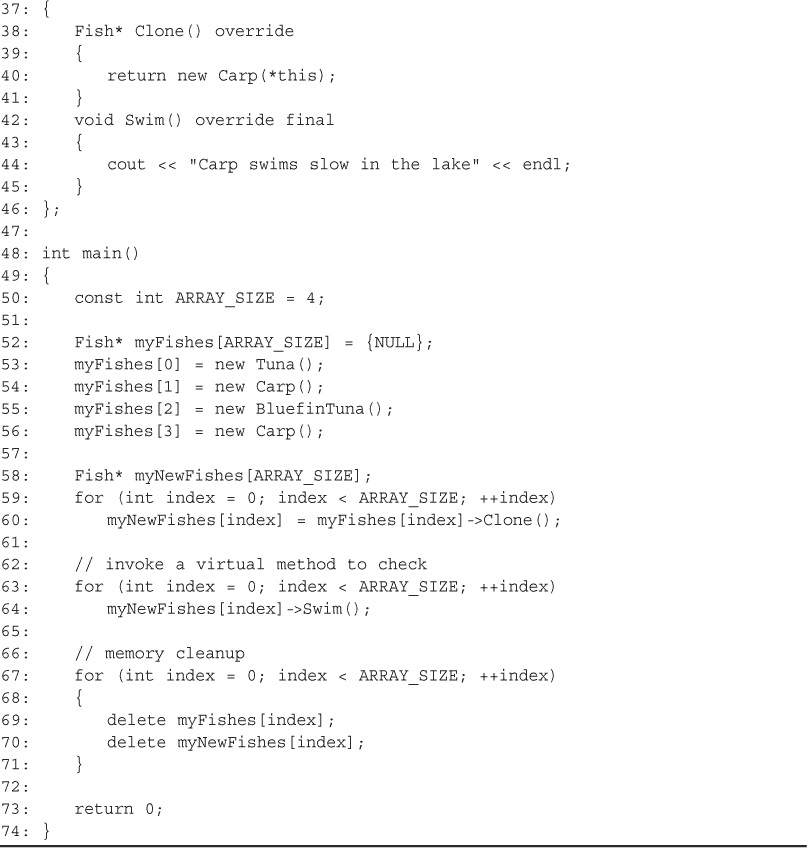 37: {
38:    Fish* Clone() override
39:    {
40:       return new Carp(*this);
41:    }
42:    void Swim() override final
43:    {
44:       cout << "Carp swims slow in the lake" << endl;
45:    }
46: };
47:
48: int main()
49: {
50:    const int ARRAY_SIZE = 4;
51:
52:    Fish* myFishes[ARRAY_SIZE] = {NULL};
53:    myFishes[0] = new Tuna();
54:    myFishes[1] = new Carp();
55:    myFishes[2] = new BluefinTuna();
56:    myFishes[3] = new Carp();
57:
58:    Fish* myNewFishes[ARRAY_SIZE];
59:    for (int index = 0; index < ARRAY_SIZE; ++index)
60:       myNewFishes[index] = myFishes[index]->Clone();
61:
62:    // invoke a virtual method to check
63:    for (int index = 0; index < ARRAY_SIZE; ++index)
64:       myNewFishes[index]->Swim();
65:
66:    // memory cleanup
67:    for (int index = 0; index < ARRAY_SIZE; ++index)
68:    {
69:       delete myFishes[index];
70:       delete myNewFishes[index];
71:    }
72:
73:    return 0;
74: }